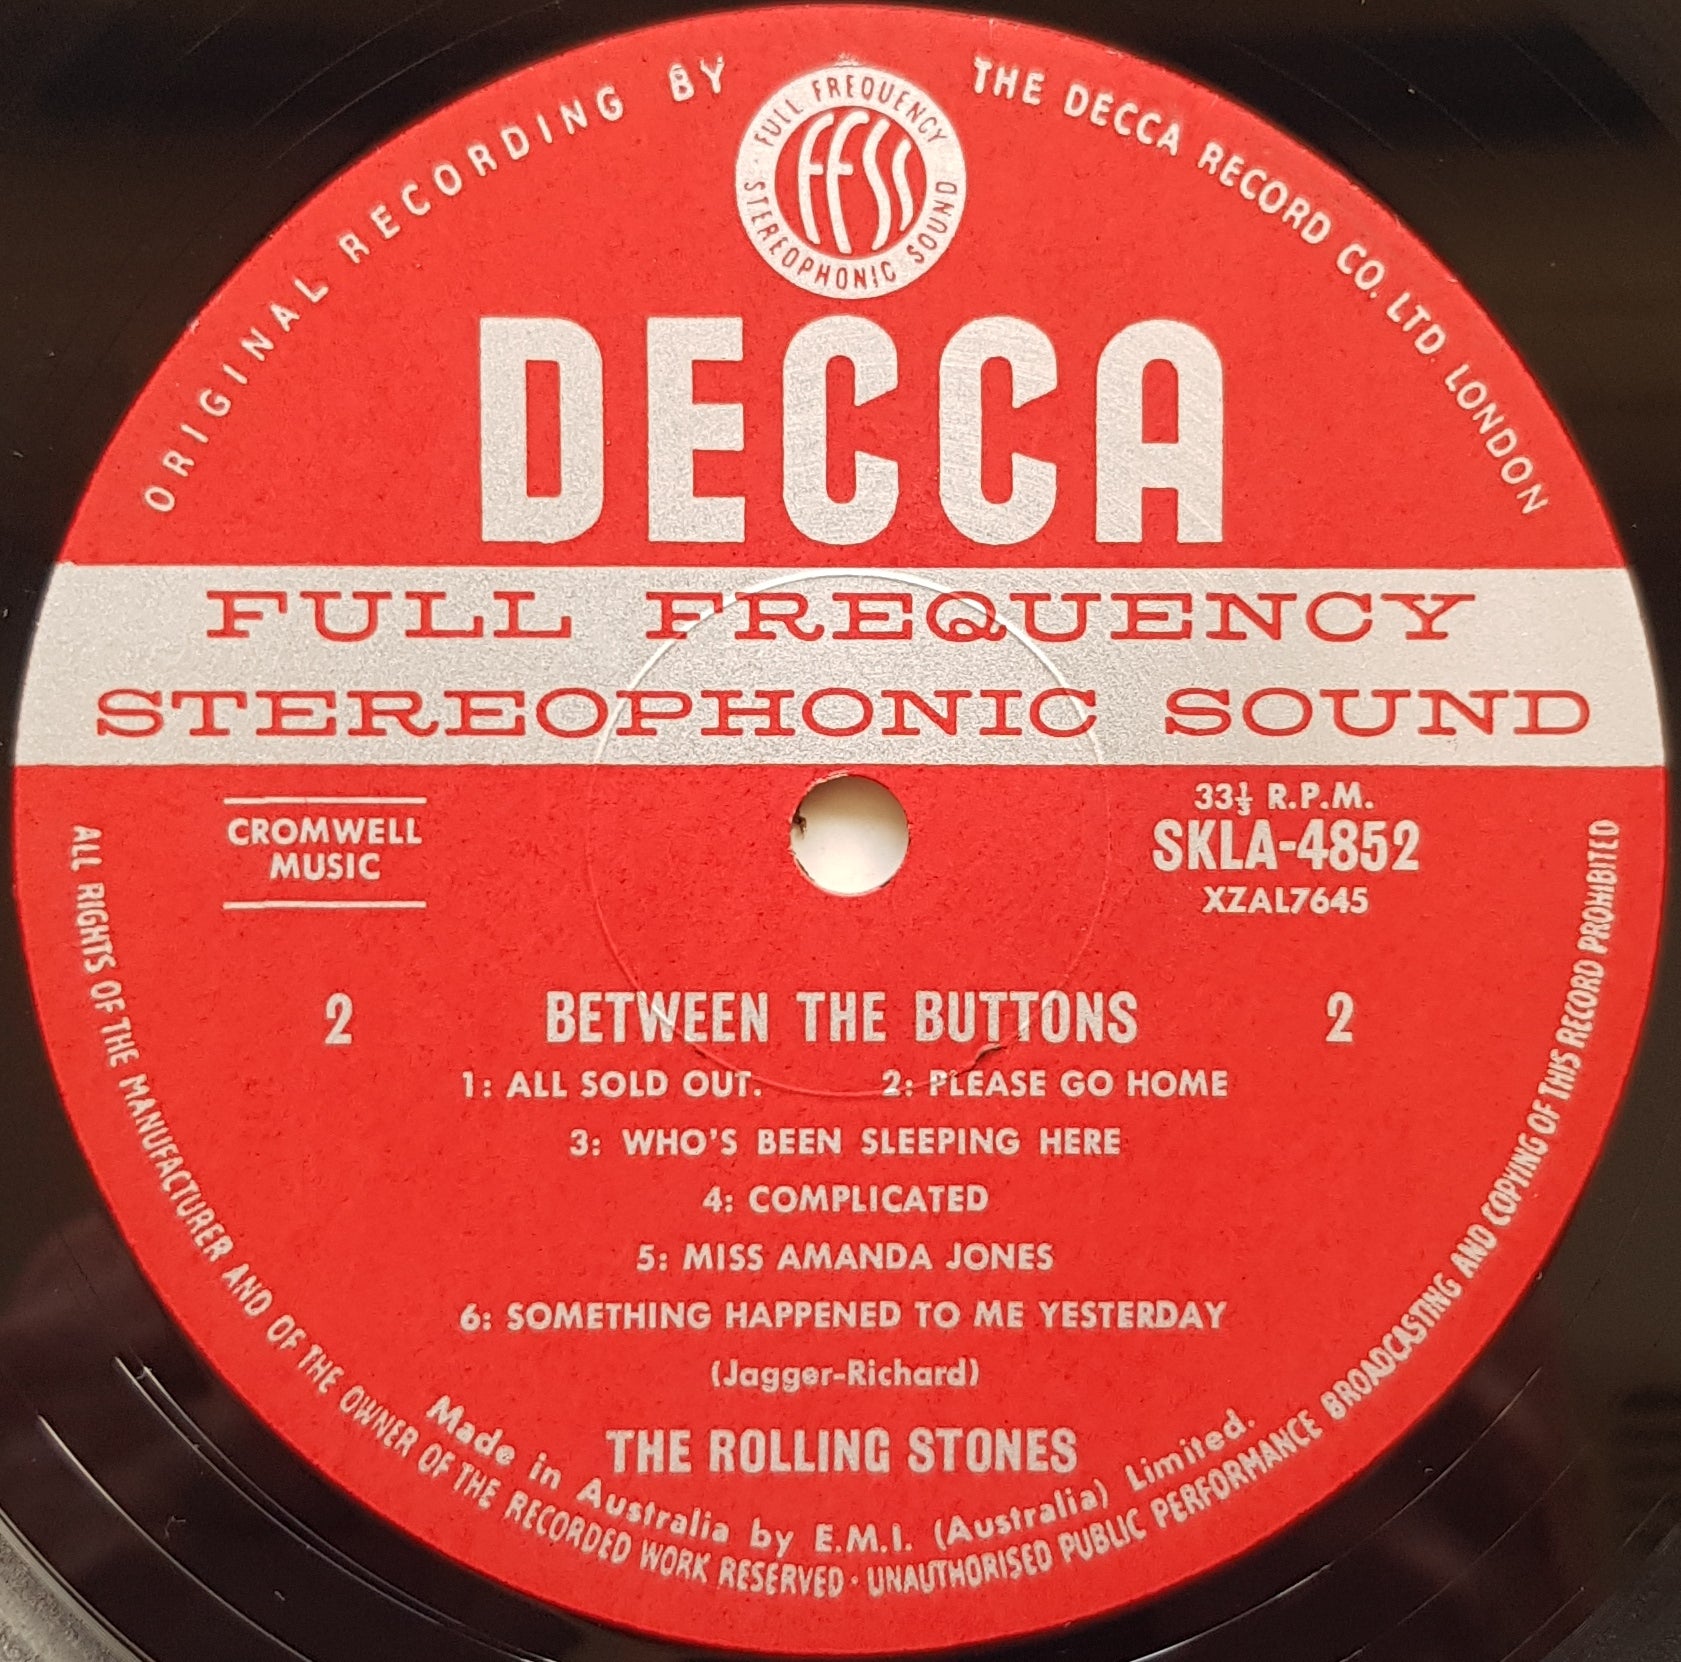 ORIGINAL RECORDING BY
THE DECCA RECORD CO. LTD. LONDON
FULL FREQUENCY
STEREOPHONIC SOUND
FFSS
DECCA
FULL FREQUENCY
STEREOPHONIC SOUND
CROMWELL
MUSIC
33⅓ R.P.M.
SKLA-4852
XZAL7645
2 BETWEEN THE BUTTONS 2
1: ALL SOLD OUT. 2: PLEASE GO HOME
3: WHO'S BEEN SLEEPING HERE
4: COMPLICATED
5: MISS AMANDA JONES
6: SOMETHING HAPPENED TO ME YESTERDAY
(Jagger-Richard)
THE ROLLING STONES
Made in Australia by E.M.I. (Australia) Limited.
ALL RIGHTS OF THE MANUFACTURER AND OF THE OWNER OF THE RECORDED WORK RESERVED · UNAUTHORISED PUBLIC PERFORMANCE BROADCASTING AND COPYING OF THIS RECORD PROHIBITED